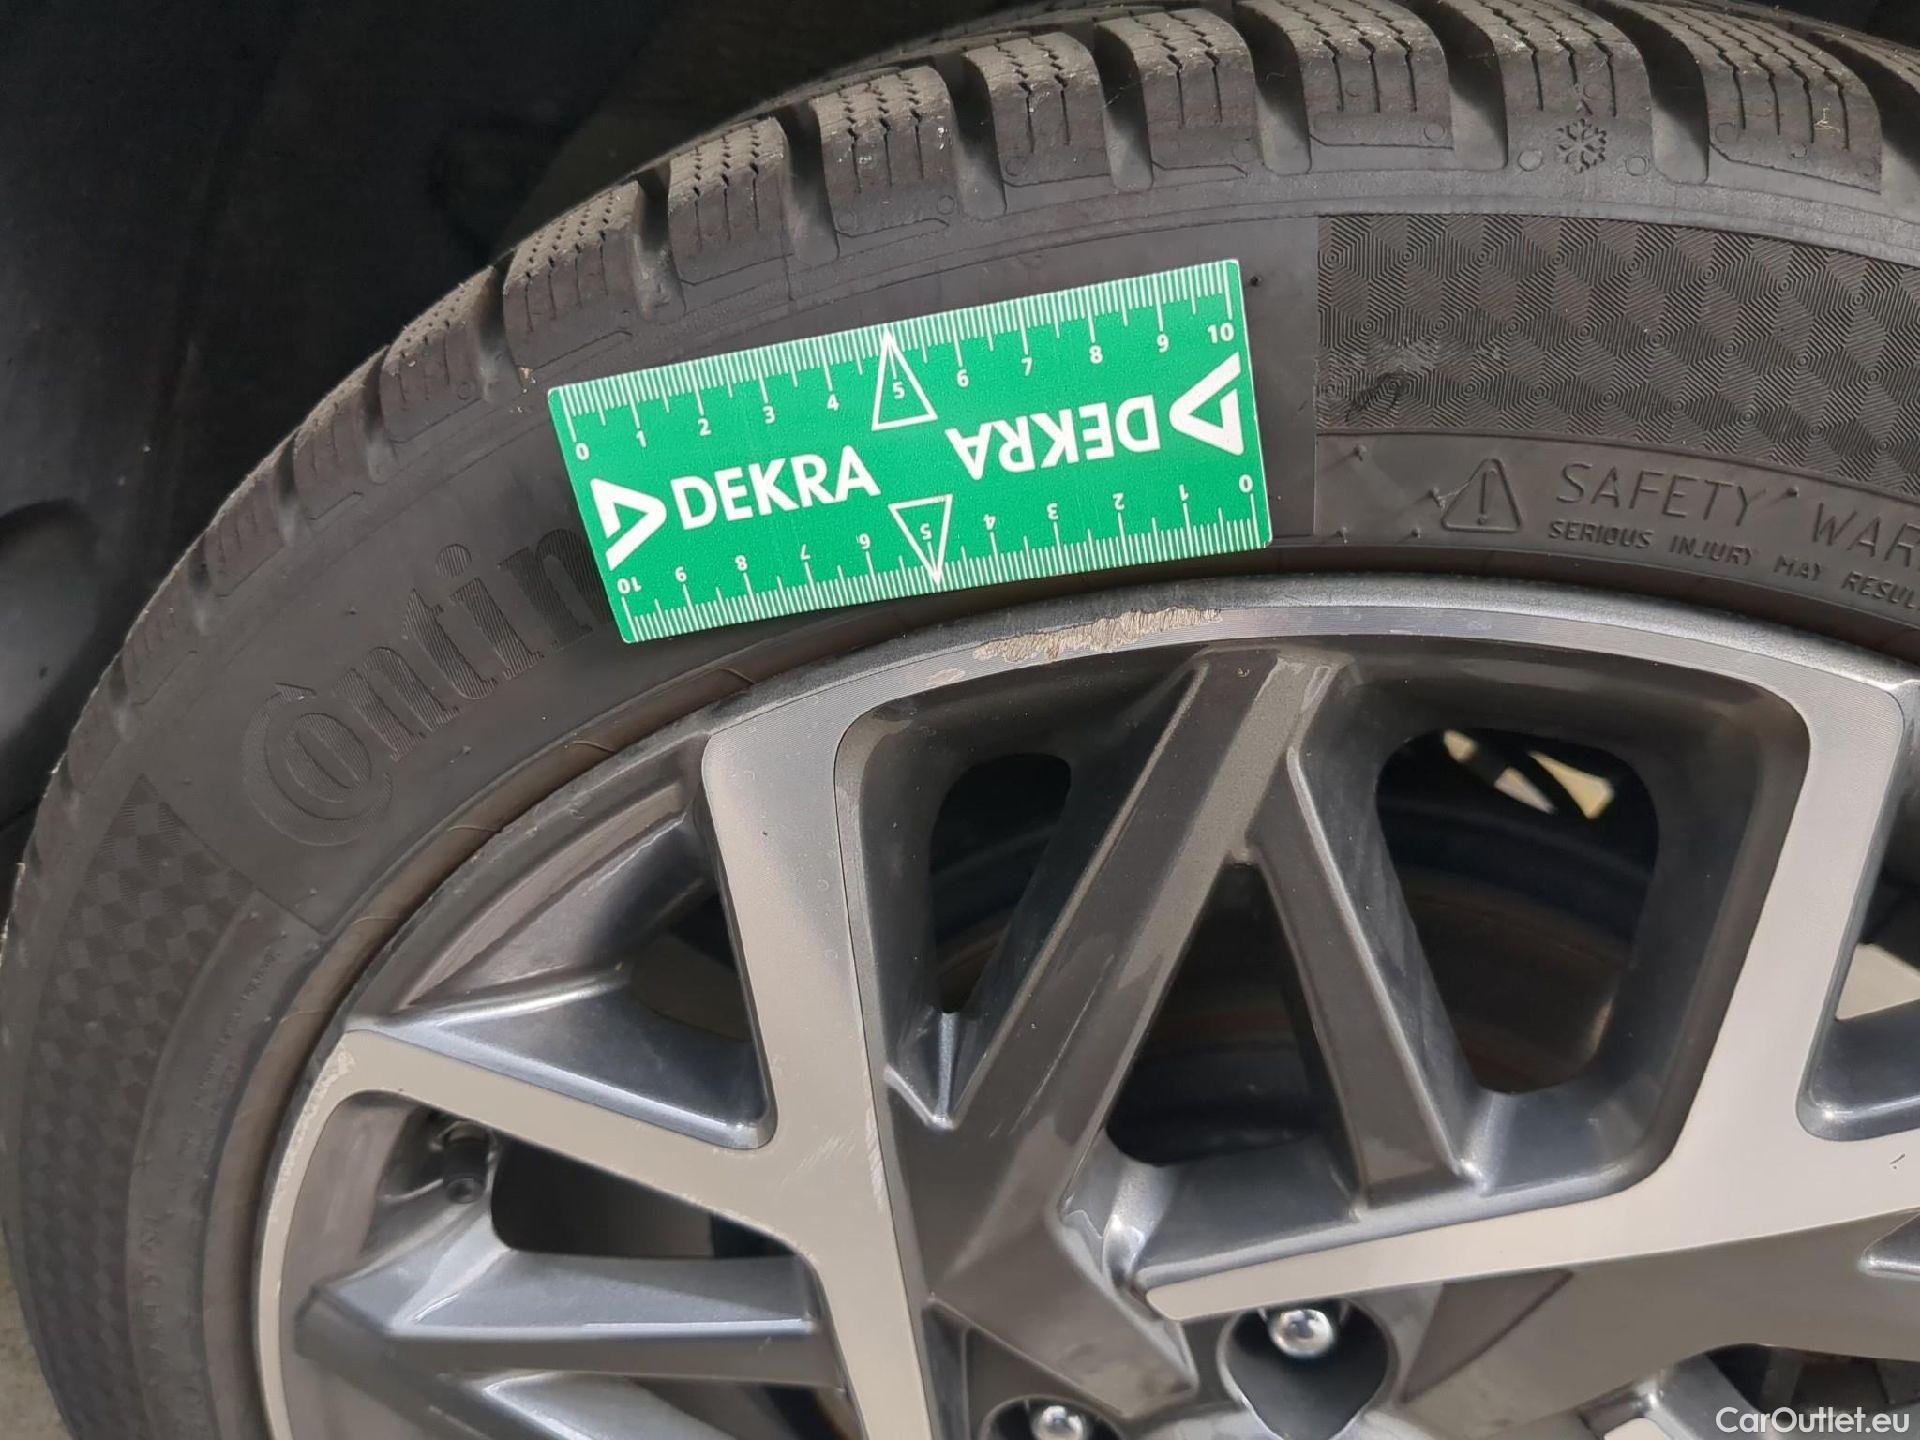 0 1 2 3 4 5 6 7 8 9 10
DEKRA
DEKRA
0 1 2 3 4 5 6 7 8 9 10
SAFETY WAR
SERIOUS INJURY MAY RESUL
Contin
CarOutlet.eu